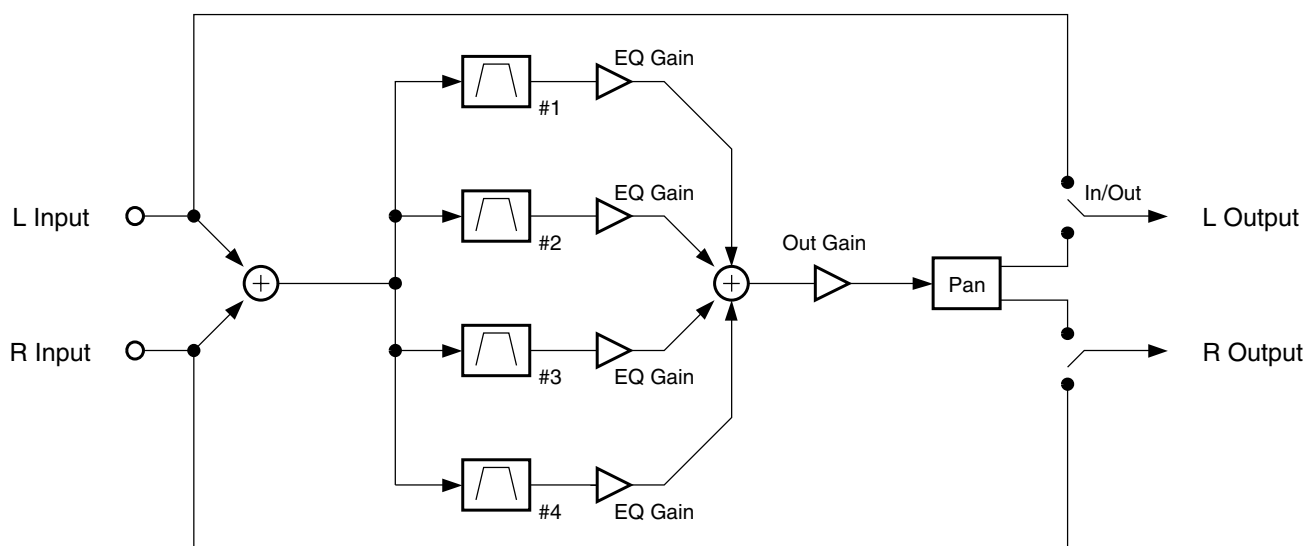 EQ Gain
#1
EQ Gain
#2
In/Out
L Input
L Output
Out Gain
+
+
Pan
R Input
R Output
#3
EQ Gain
#4
EQ Gain